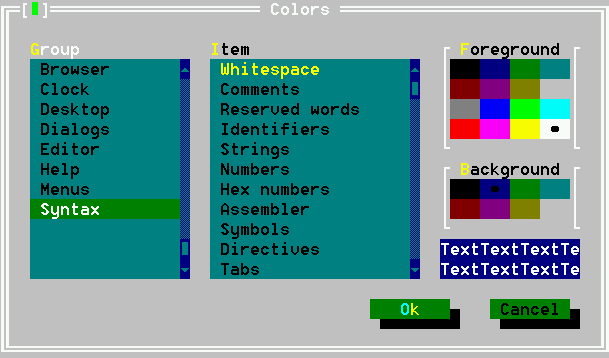 Colors
Group
Browser
Clock
Desktop
Dialogs
Editor
Help
Menus
Syntax
Item
Whitespace
Comments
Reserved words
Identifiers
Strings
Numbers
Hex numbers
Assembler
Symbols
Directives
Tabs
Foreground
Background
TextTextTextTe
TextTextTextTe
Ok
Cancel